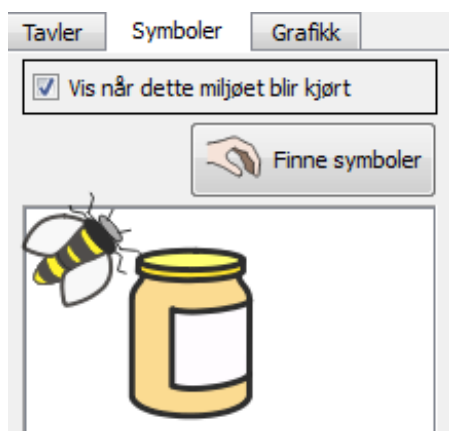 Tavler Symboler Grafikk
Vis når dette miljøet blir kjørt
Finne symboler